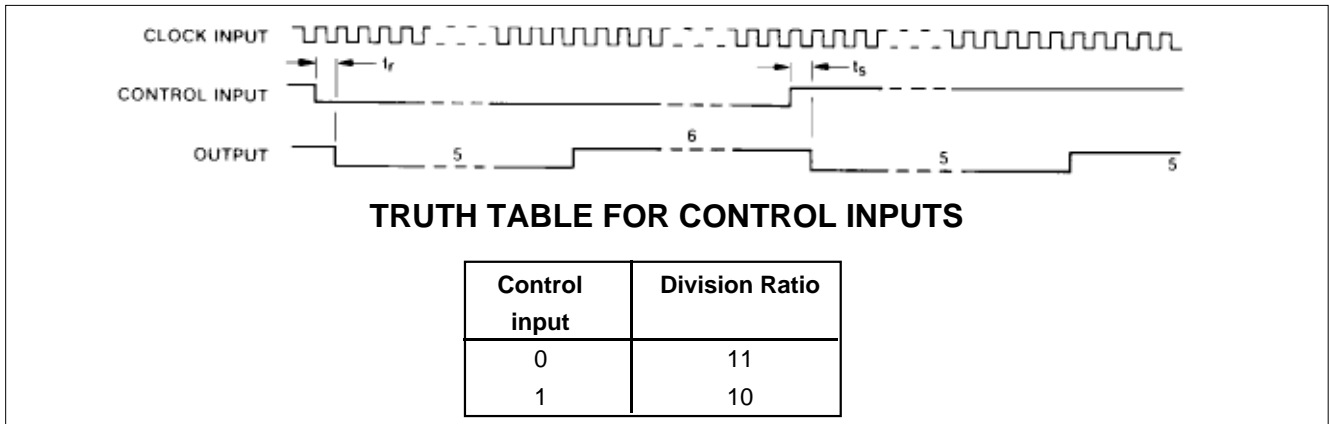 CLOCK INPUT
tr
ts
CONTROL INPUT
OUTPUT
5
6
5
5
TRUTH TABLE FOR CONTROL INPUTS
Control input
Division Ratio
0 11
1 10